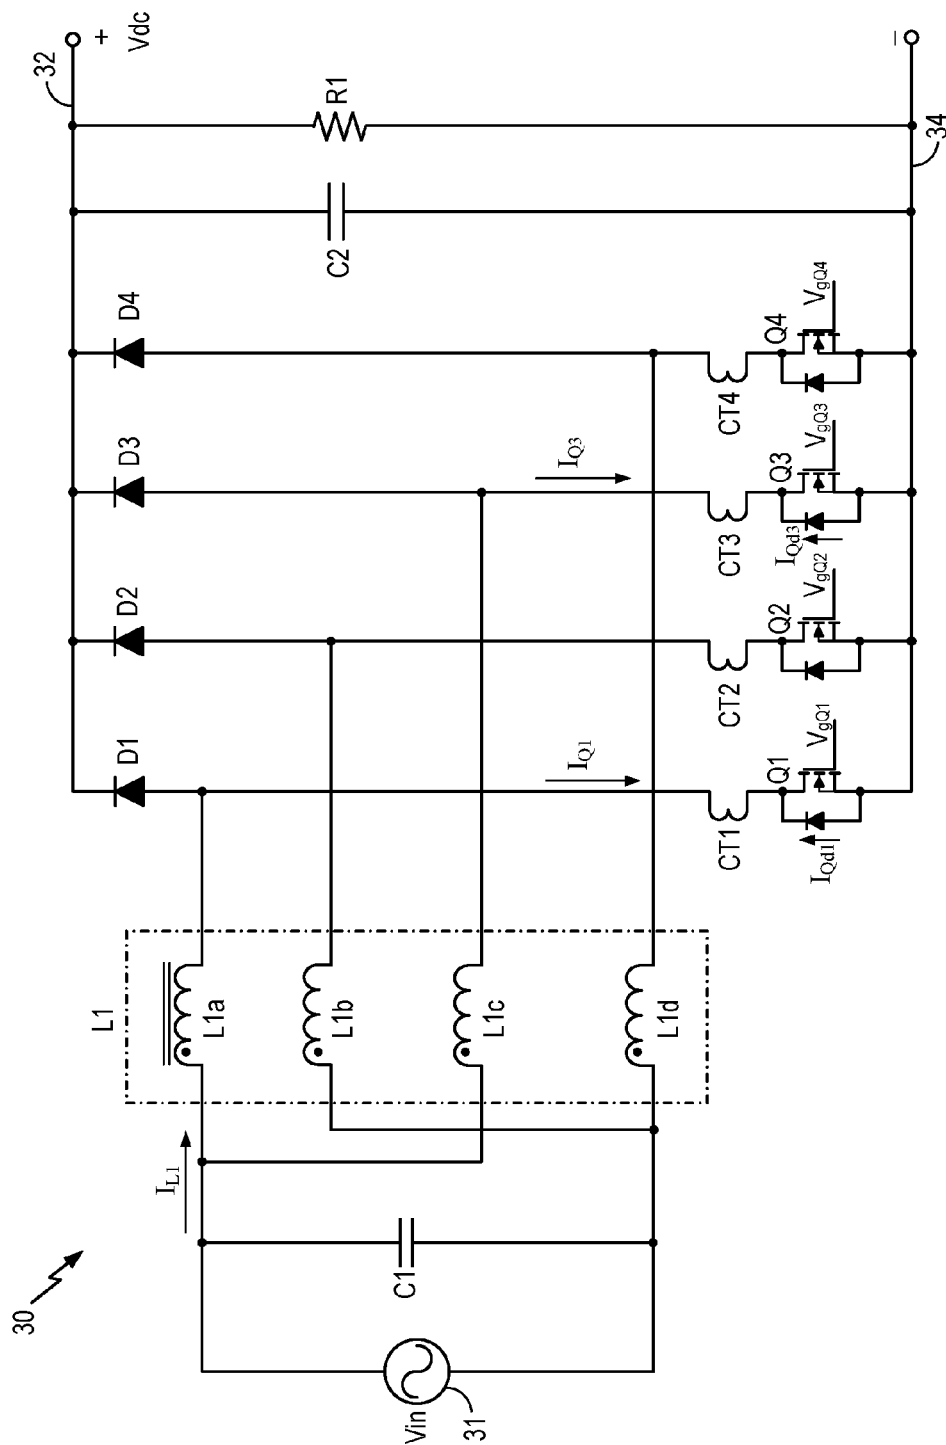 30
Vin
31
C1
I_L1
L1
L1a
L1b
L1c
L1d
D1
D2
D3
D4
I_Q1
I_Q3
CT1
CT2
CT3
CT4
Q1
Q2
Q3
Q4
I_Qd1
I_Qd3
V_gQ1
V_gQ2
V_gQ3
V_gQ4
C2
R1
32
34
+
Vdc
–